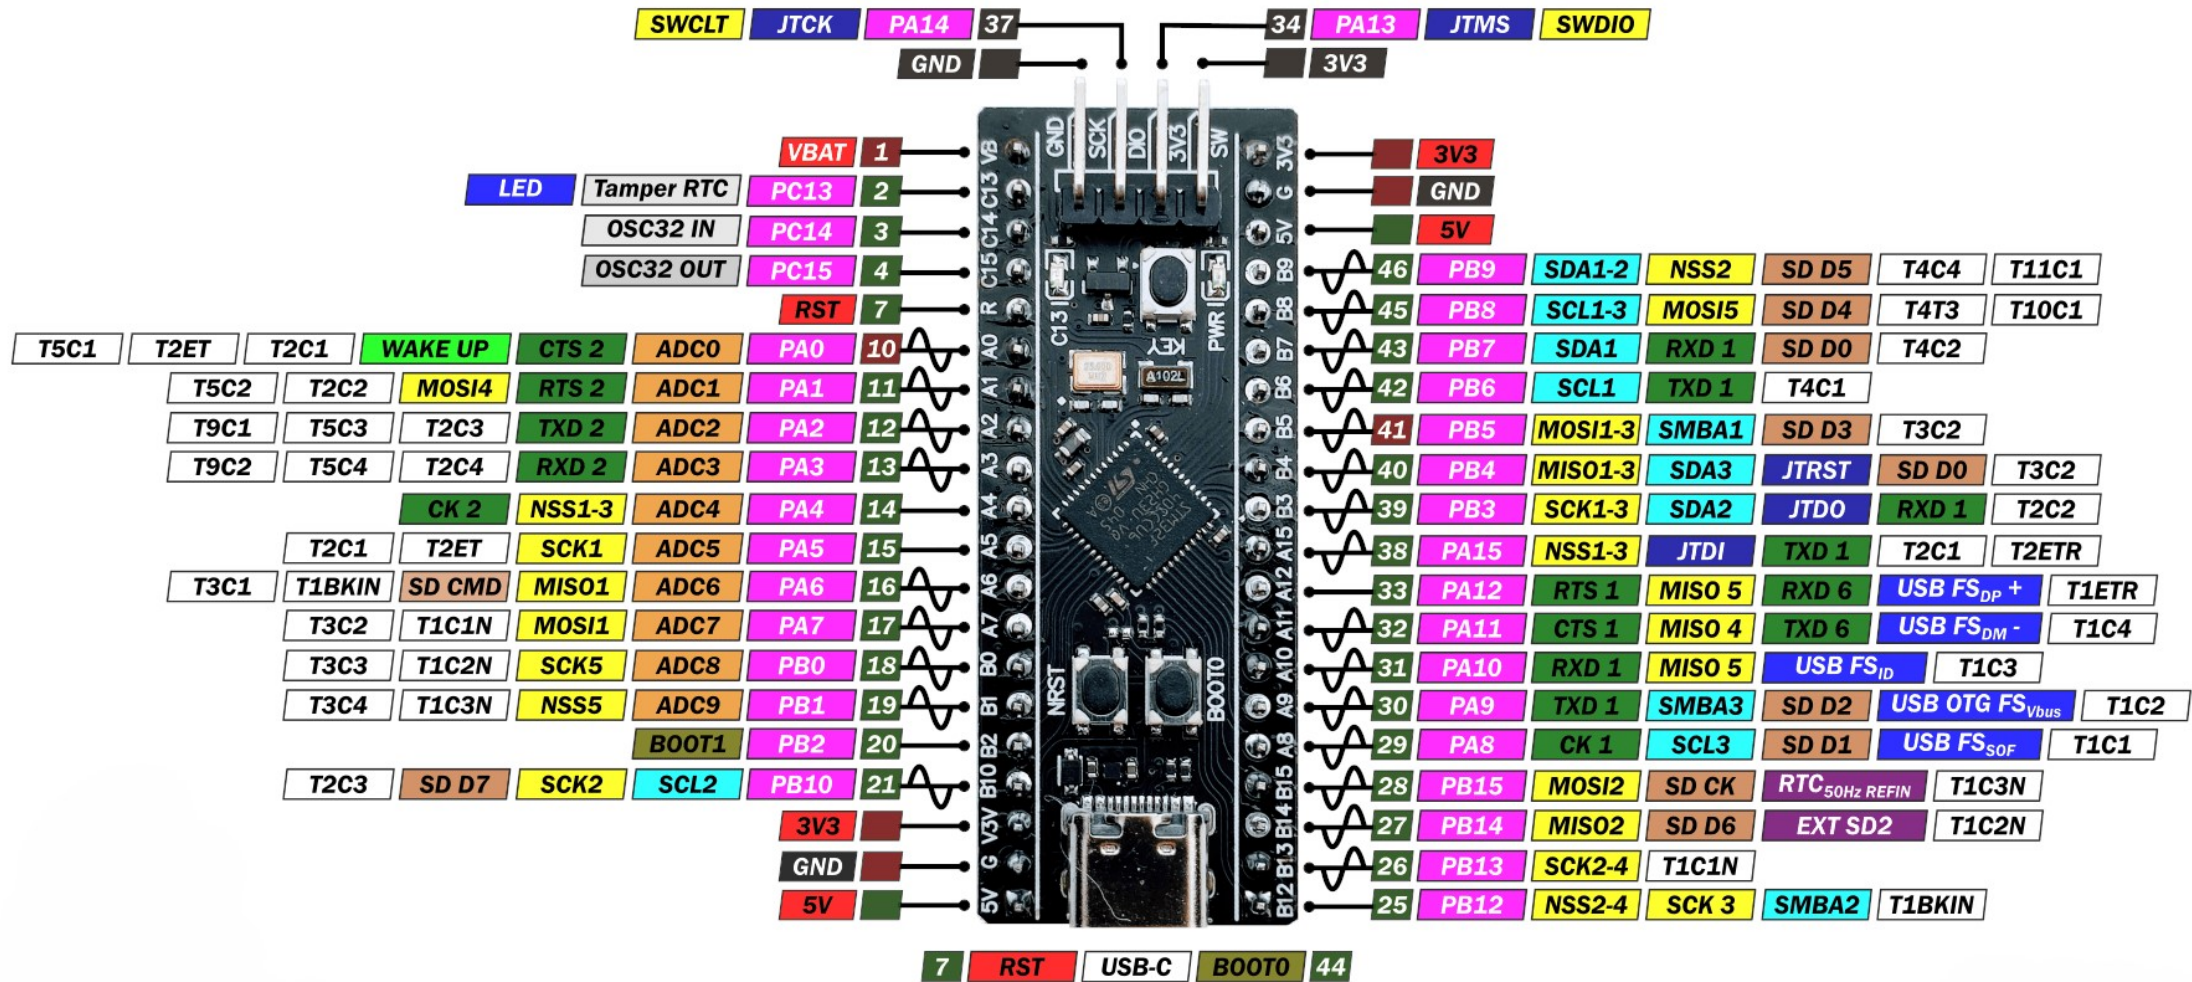 SWCLT JTCK PA14 37 34 PA13 JTMS SWDIO
GND 3V3
GND SCK DIO 3V3 SW
VBAT 1 VB 3V3 3V3
LED Tamper RTC PC13 2 C13 G GND
OSC32 IN PC14 3 C14 5V 5V
OSC32 OUT PC15 4 C15 B9 46 PB9 SDA1-2 NSS2 SD D5 T4C4 T11C1
RST 7 R C13 KEY PWR B8 45 PB8 SCL1-3 MOSI5 SD D4 T4T3 T10C1
T5C1 T2ET T2C1 WAKE UP CTS 2 ADC0 PA0 10 A0 B7 43 PB7 SDA1 RXD 1 SD D0 T4C2
T5C2 T2C2 MOSI4 RTS 2 ADC1 PA1 11 A1 A102L B6 42 PB6 SCL1 TXD 1 T4C1
T9C1 T5C3 T2C3 TXD 2 ADC2 PA2 12 A2 B5 41 PB5 MOSI1-3 SMBA1 SD D3 T3C2
T9C2 T5C4 T2C4 RXD 2 ADC3 PA3 13 A3 B4 40 PB4 MISO1-3 SDA3 JTRST SD D0 T3C2
CK 2 NSS1-3 ADC4 PA4 14 A4 B3 39 PB3 SCK1-3 SDA2 JTDO RXD 1 T2C2
T2C1 T2ET SCK1 ADC5 PA5 15 A5 A15 38 PA15 NSS1-3 JTDI TXD 1 T2C1 T2ETR
T3C1 T1BKIN SD CMD MISO1 ADC6 PA6 16 A6 A12 33 PA12 RTS 1 MISO 5 RXD 6 USB FS DP + T1ETR
T3C2 T1C1N MOSI1 ADC7 PA7 17 A7 A11 32 PA11 CTS 1 MISO 4 TXD 6 USB FS DM - T1C4
T3C3 T1C2N SCK5 ADC8 PB0 18 B0 NRST BOOT0 A10 31 PA10 RXD 1 MISO 5 USB FS ID T1C3
T3C4 T1C3N NSS5 ADC9 PB1 19 B1 A9 30 PA9 TXD 1 SMBA3 SD D2 USB OTG FS Vbus T1C2
BOOT1 PB2 20 B2 A8 29 PA8 CK 1 SCL3 SD D1 USB FS SOF T1C1
T2C3 SD D7 SCK2 SCL2 PB10 21 B10 B15 28 PB15 MOSI2 SD CK RTC 50Hz REFIN T1C3N
3V3 V3V B14 27 PB14 MISO2 SD D6 EXT SD2 T1C2N
GND G B13 26 PB13 SCK2-4 T1C1N
5V 5V B12 25 PB12 NSS2-4 SCK 3 SMBA2 T1BKIN
7 RST USB-C BOOT0 44